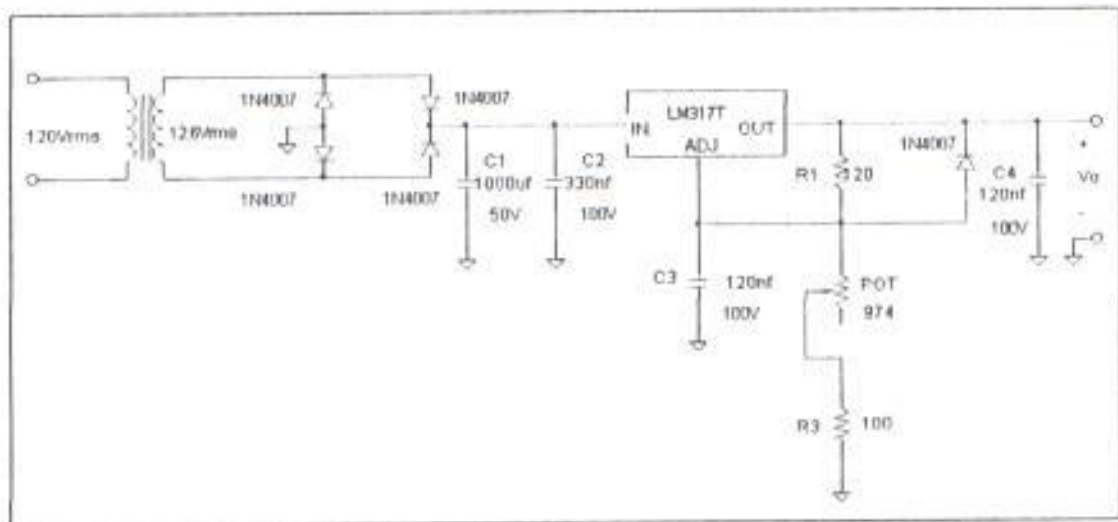 1N4007
1N4007
120Vrms
12.6Vrms
1N4007
1N4007
C1
1000uf
50V
C2
330nf
100V
LM317T
IN
OUT
ADJ
1N4007
R1
120
C4
120nf
100V
+
Vo
-
C3
120nf
100V
POT
974
R3
100